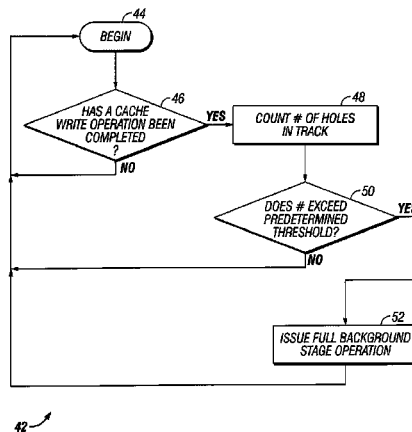 44
BEGIN
46
HAS A CACHE
WRITE OPERATION BEEN
COMPLETED
?
YES
NO
48
COUNT # OF HOLES
IN TRACK
50
DOES # EXCEED
PREDETERMINED
THRESHOLD?
YES
NO
52
ISSUE FULL BACKGROUND
STAGE OPERATION
42